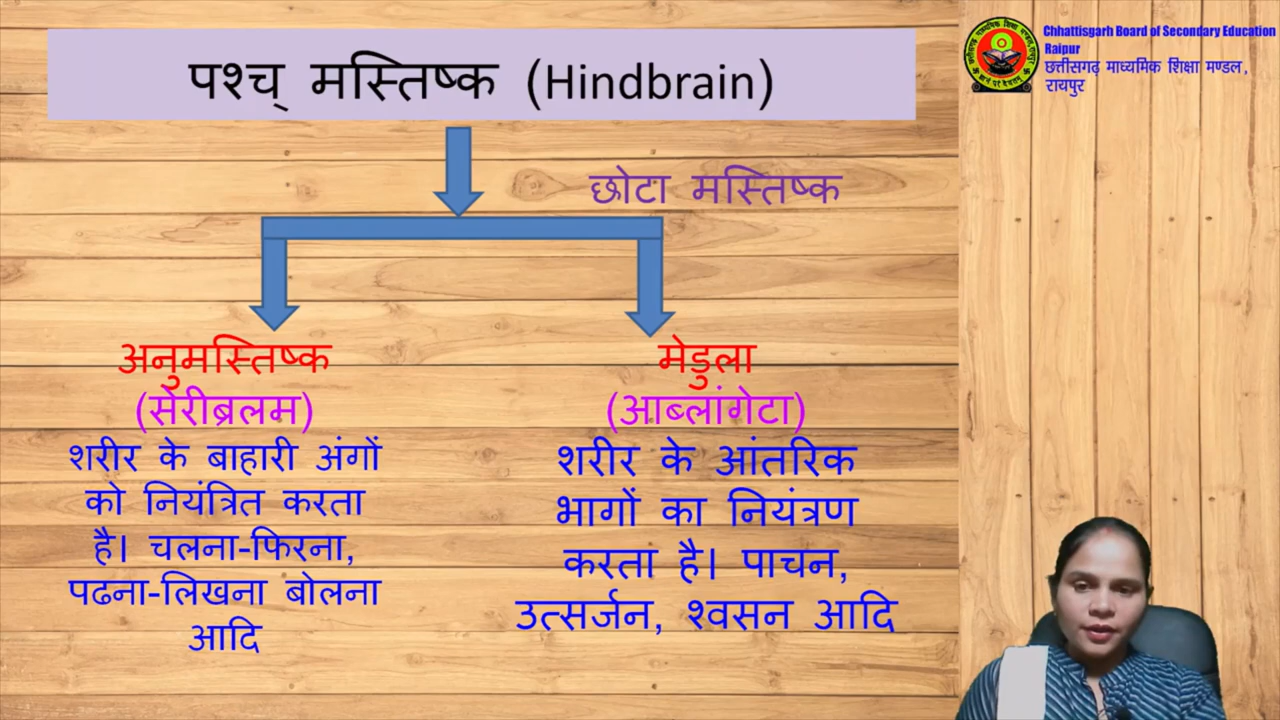 पश्च् मस्तिष्क (Hindbrain)
Chhattisgarh Board of Secondary Education
Raipur
छत्तीसगढ़ माध्यमिक शिक्षा मण्डल,
रायपुर
छोटा मस्तिष्क
अनुमस्तिष्क
(सेरीब्रलम)
शरीर के बाहारी अंगों
को नियंत्रित करता
है। चलना-फिरना,
पढना-लिखना बोलना
आदि
मेडुला
(आब्लांगेटा)
शरीर के आंतरिक
भागों का नियंत्रण
करता है। पाचन,
उत्सर्जन, श्वसन आदि